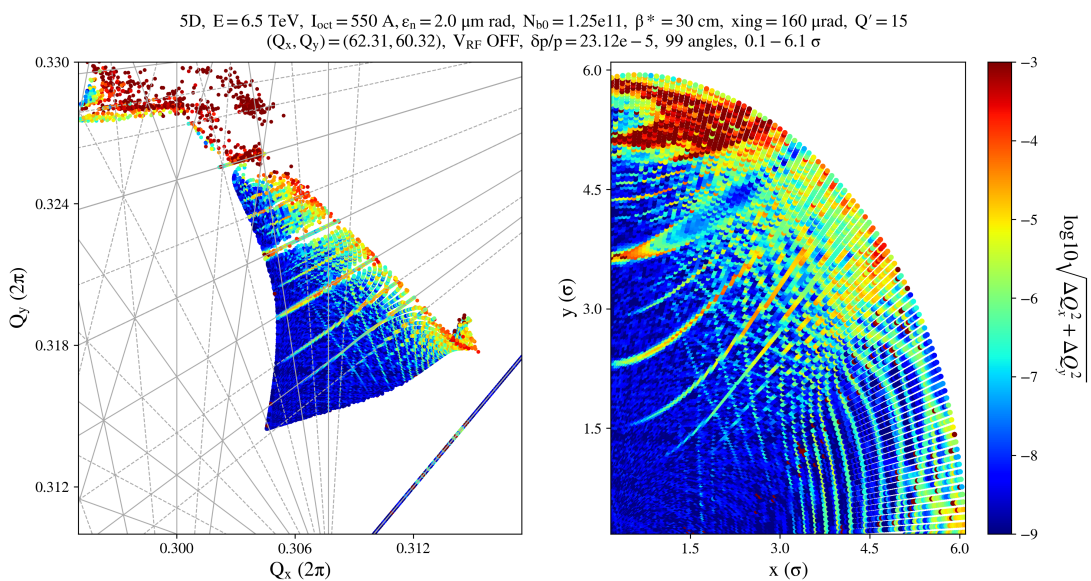 5D, E = 6.5 TeV, I_oct = 550 A, ε_n = 2.0 μm rad, N_b0 = 1.25e11, β* = 30 cm, xing = 160 μrad, Q′ = 15
(Q_x, Q_y) = (62.31, 60.32), V_RF OFF, δp/p = 23.12e − 5, 99 angles, 0.1 − 6.1 σ
0.330
0.324
0.318
0.312
Q_y (2π)
0.300 0.306 0.312
Q_x (2π)
6.0
4.5
3.0
1.5
y (σ)
1.5 3.0 4.5 6.0
x (σ)
−3
−4
−5
−6
−7
−8
−9
log10√ΔQ_x^2 + ΔQ_y^2